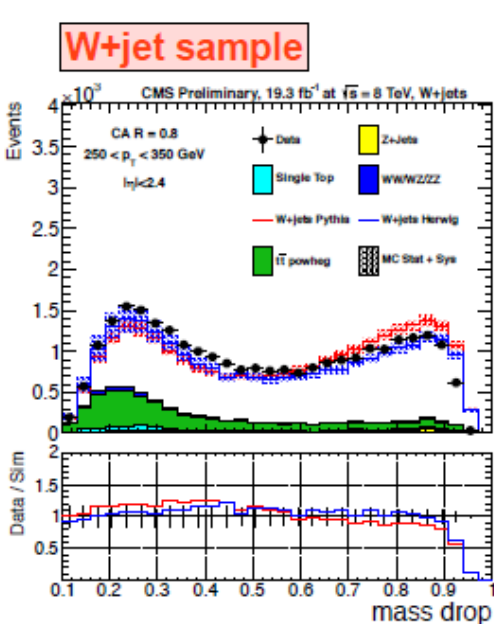 W+jet sample
×10³ CMS Preliminary, 19.3 fb⁻¹ at √s = 8 TeV, W+jets
Events
4
3.5
3
2.5
2
1.5
1
0.5
0
CA R = 0.8
250 < p_T < 350 GeV
|η|<2.4
Data
Z+Jets
Single Top
WW/WZ/ZZ
W+jets Pythia
W+jets Herwig
tt̄ powheg
MC Stat + Sys
Data / Sim
2
1.5
1
0.5
0.1 0.2 0.3 0.4 0.5 0.6 0.7 0.8 0.9 1
mass drop